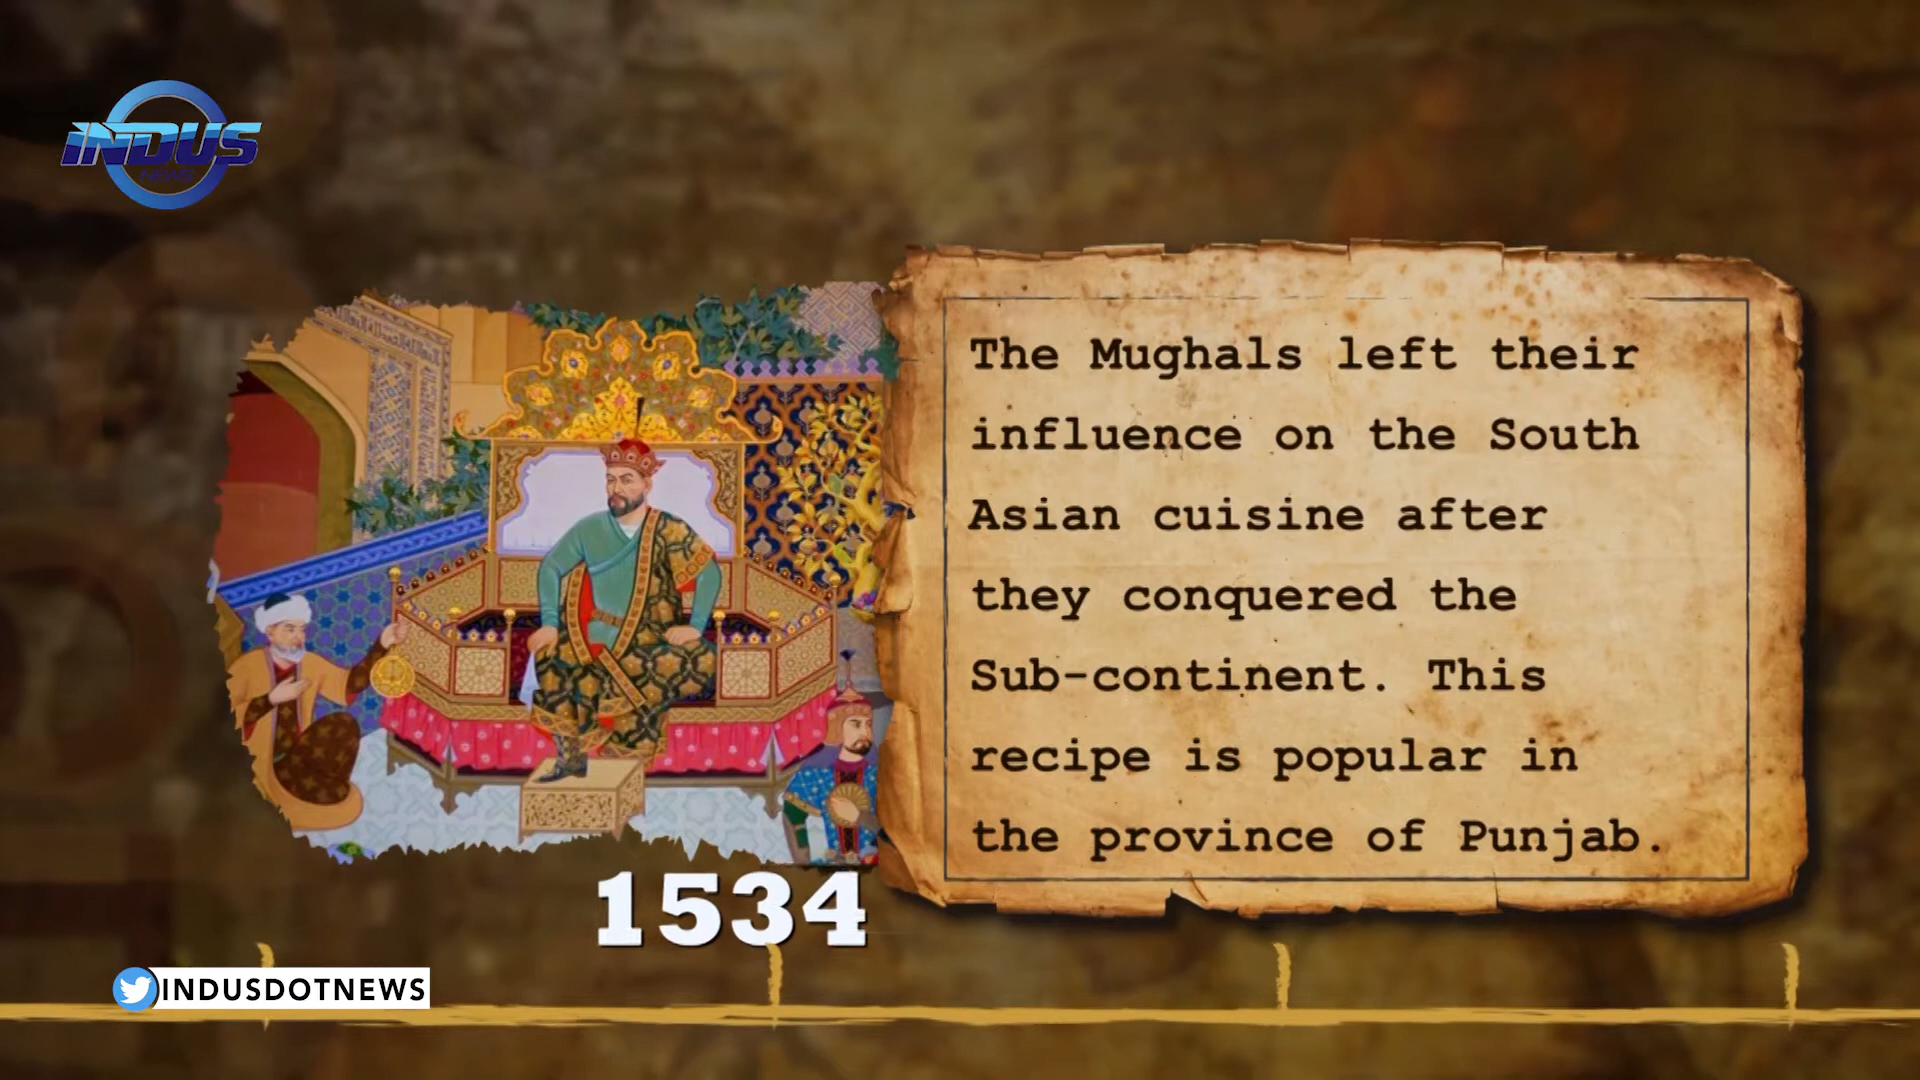 INDUS
NEWS
The Mughals left their
influence on the South
Asian cuisine after
they conquered the
Sub-continent. This
recipe is popular in
the province of Punjab.
1534
INDUSDOTNEWS